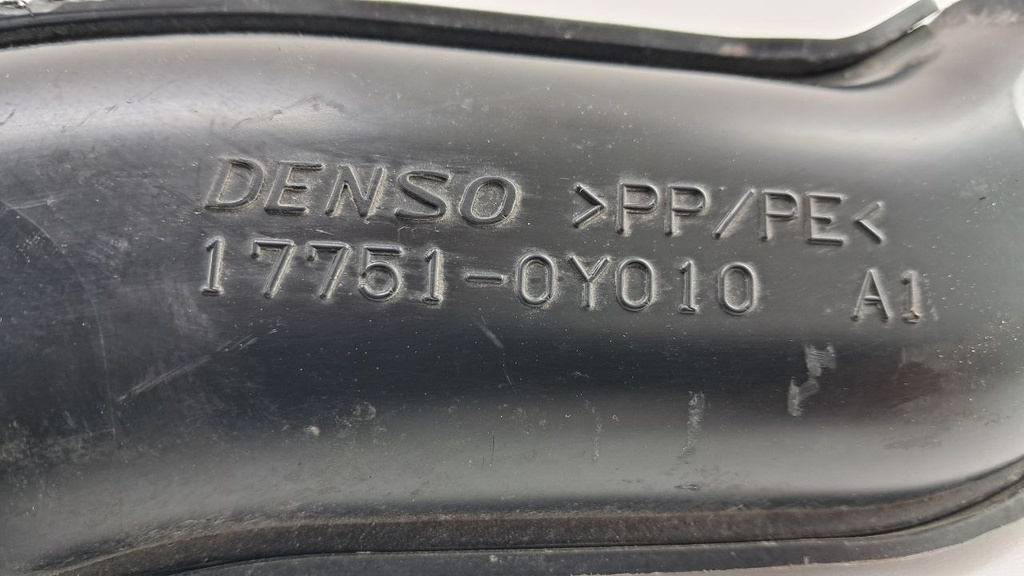 DENSO >PP/PE<
17751-0Y010 A1